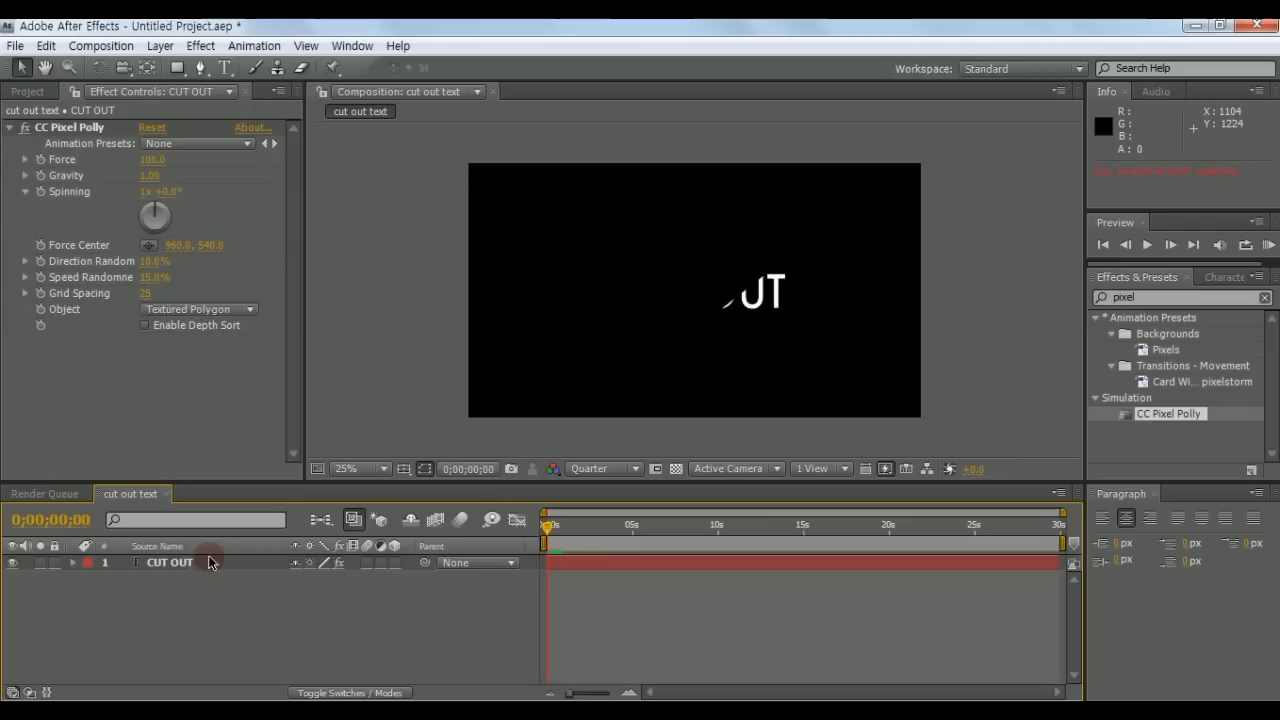 Adobe After Effects - Untitled Project.aep *
File Edit Composition Layer Effect Animation View Window Help
Workspace: Standard Search Help
Project Effect Controls: CUT OUT Composition: cut out text Info Audio
cut out text • CUT OUT cut out text
R: X: 1104
G: Y: 1224
B:
A: 0
fx CC Pixel Polly Reset About...
Animation Presets: None
Force 100.0
Gravity 1.00
Spinning 1x +0.0°
Force Center 960.0, 540.0
Direction Random 10.0%
Speed Randomne 15.0%
Grid Spacing 25
Object Textured Polygon
Enable Depth Sort
UT
Preview
Effects & Presets Characte
pixel
* Animation Presets
Backgrounds
Pixels
Transitions - Movement
Card Wi... pixelstorm
Simulation
CC Pixel Polly
25% 0;00;00;00 Quarter Active Camera 1 View +0.0
Render Queue cut out text Paragraph
0;00;00;00
05s 10s 15s 20s 25s 30s
# Source Name fx Parent
1 T CUT OUT fx None
0 px 0 px 0 px
0 px 0 px
Toggle Switches / Modes